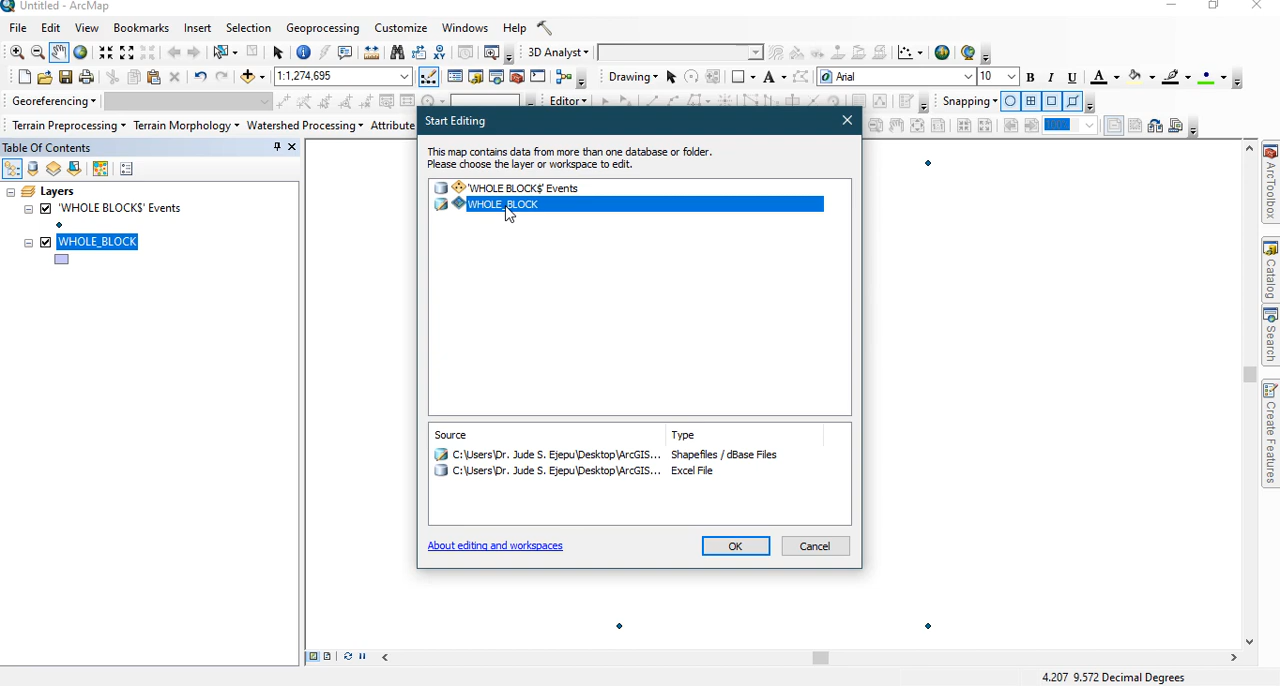 Untitled - ArcMap
File Edit View Bookmarks Insert Selection Geoprocessing Customize Windows Help
3D Analyst
1:1,274,695 Drawing Arial 10 B I U A
Georeferencing Editor Snapping
Terrain Preprocessing Terrain Morphology Watershed Processing Attribute 100%
Table Of Contents
Layers
'WHOLE BLOCK$' Events
WHOLE_BLOCK
Start Editing
This map contains data from more than one database or folder.
Please choose the layer or workspace to edit.
'WHOLE BLOCK$' Events
WHOLE_BLOCK
Source Type
C:\Users\Dr. Jude S. Ejepu\Desktop\ArcGIS... Shapefiles / dBase Files
C:\Users\Dr. Jude S. Ejepu\Desktop\ArcGIS... Excel File
About editing and workspaces OK Cancel
ArcToolbox
Catalog
Search
Create Features
4.207 9.572 Decimal Degrees